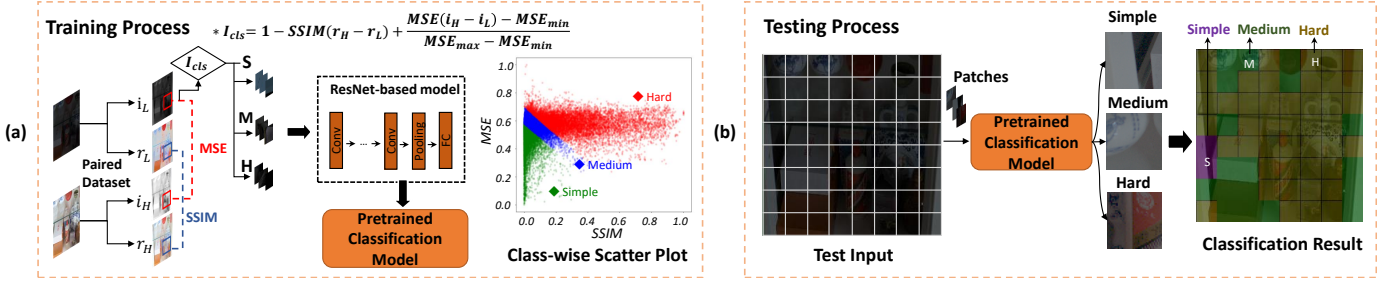 (a)
Training Process
* I_cls= 1 − SSIM(r_H − r_L) + MSE(i_H − i_L) − MSE_min / MSE_max − MSE_min
I_cls
S
M
H
i_L
r_L
Paired
Dataset
i_H
r_H
MSE
SSIM
ResNet-based model
Conv
...
Conv
Pooling
FC
Pretrained
Classification
Model
MSE
1.0
0.8
0.6
0.4
0.2
0.0
Hard
Medium
Simple
0.0 0.2 0.4 0.6 0.8 1.0
SSIM
Class-wise Scatter Plot
(b)
Testing Process
Test Input
Patches
Pretrained
Classification
Model
Simple
Medium
Hard
Simple Medium Hard
M
H
S
Classification Result